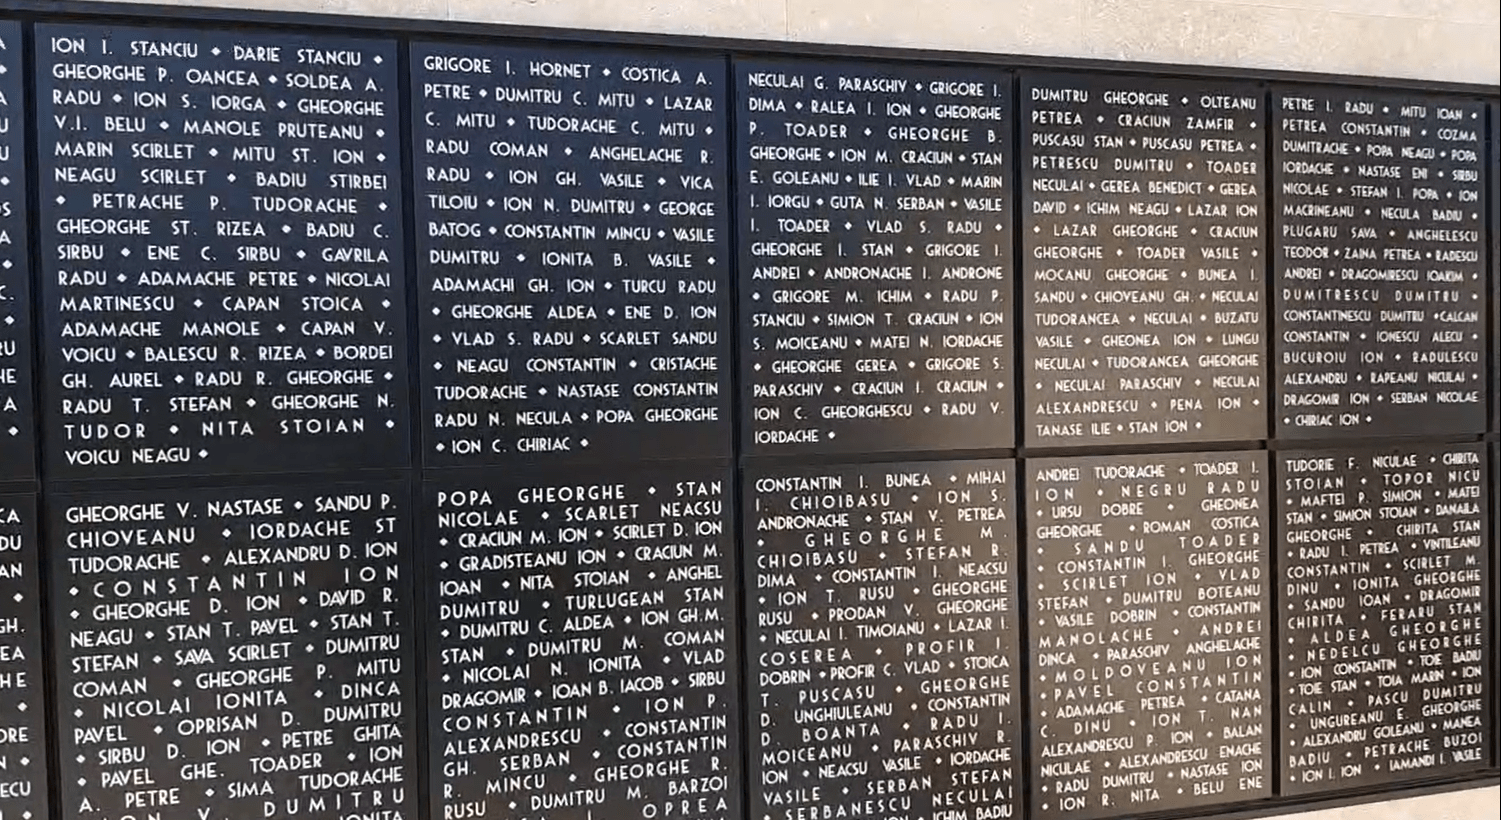 ION I. STANCIU ◆ DARIE STANCIU ◆
GHEORGHE P. OANCEA ◆ SOLDEA A.
RADU ◆ ION S. IORGA ◆ GHEORGHE
V.I. BELU ◆ MANOLE PRUTEANU ◆
MARIN SCIRLET ◆ MITU ST. ION ◆
NEAGU SCIRLET ◆ BADIU STIRBEI
◆ PETRACHE P. TUDORACHE ◆
GHEORGHE ST. RIZEA ◆ BADIU C.
SIRBU ◆ ENE C. SIRBU ◆ GAVRILA
RADU ◆ ADAMACHE PETRE ◆ NICOLAI
MARTINESCU ◆ CAPAN STOICA ◆
ADAMACHE MANOLE ◆ CAPAN V.
VOICU ◆ BALESCU R. RIZEA ◆ BORDEI
GH. AUREL ◆ RADU R. GHEORGHE ◆
RADU T. STEFAN ◆ GHEORGHE N.
TUDOR ◆ NITA STOIAN ◆
VOICU NEAGU ◆
GRIGORE I. HORNET ◆ COSTICA A.
PETRE ◆ DUMITRU C. MITU ◆ LAZAR
C. MITU ◆ TUDORACHE C. MITU ◆
RADU COMAN ◆ ANGHELACHE R.
RADU ◆ ION GH. VASILE ◆ VICA
TILOIU ◆ ION N. DUMITRU ◆ GEORGE
BATOG ◆ CONSTANTIN MINCU ◆ VASILE
DUMITRU ◆ IONITA B. VASILE ◆
ADAMACHI GH. ION ◆ TURCU RADU
◆ GHEORGHE ALDEA ◆ ENE D. ION
◆ VLAD S. RADU ◆ SCARLET SANDU
◆ NEAGU CONSTANTIN ◆ CRISTACHE
TUDORACHE ◆ NASTASE CONSTANTIN
RADU N. NECULA ◆ POPA GHEORGHE
◆ ION C. CHIRIAC ◆
NECULAI G. PARASCHIV ◆ GRIGORE I.
DIMA ◆ RALEA I. ION ◆ GHEORGHE
P. TOADER ◆ GHEORGHE B.
GHEORGHE ◆ ION M. CRACIUN ◆ STAN
E. GOLEANU ◆ ILIE I. VLAD ◆ MARIN
I. IORGU ◆ GUTA N. SERBAN ◆ VASILE
I. TOADER ◆ VLAD S. RADU ◆
GHEORGHE I. STAN ◆ GRIGORE I.
ANDREI ◆ ANDRONACHE I. ANDRONE
◆ GRIGORE M. ICHIM ◆ RADU P.
STANCIU ◆ SIMION T. CRACIUN ◆ ION
S. MOICEANU ◆ MATEI N. IORDACHE
◆ GHEORGHE GEREA ◆ GRIGORE S.
PARASCHIV ◆ CRACIUN I. CRACIUN ◆
ION C. GHEORGHESCU ◆ RADU V.
IORDACHE ◆
DUMITRU GHEORGHE ◆ OLTEANU
PETREA ◆ CRACIUN ZAMFIR ◆
PUSCASU STAN ◆ PUSCASU PETREA ◆
PETRESCU DUMITRU ◆ TOADER
NECULAI ◆ GEREA BENEDICT ◆ GEREA
DAVID ◆ ICHIM NEAGU ◆ LAZAR ION
◆ LAZAR GHEORGHE ◆ CRACIUN
GHEORGHE ◆ TOADER VASILE ◆
MOCANU GHEORGHE ◆ BUNEA I.
SANDU ◆ CHIOVEANU GH. ◆ NECULAI
TUDORANCEA ◆ NECULAI ◆ BUZATU
VASILE ◆ GHEONEA ION ◆ LUNGU
NECULAI ◆ TUDORANCEA GHEORGHE
◆ NECULAI PARASCHIV ◆ NECULAI
ALEXANDRESCU ◆ PENA ION ◆
TANASE ILIE ◆ STAN ION ◆
PETRE I. RADU ◆ MITU IOAN ◆
PETREA CONSTANTIN ◆ COZMA
DUMITRACHE ◆ POPA NEAGU ◆ POPA
IORDACHE ◆ NASTASE ENI ◆ SIRBU
NICOLAE ◆ STEFAN I. POPA ◆ ION
MACRINEANU ◆ NECULA BADIU ◆
PLUGARU SAVA ◆ ANGHELESCU
TEODOR ◆ ZAINA PETREA ◆ RADESCU
ANDREI ◆ DRAGOMIRESCU IOAKIM ◆
DUMITRESCU DUMITRU ◆
CONSTANTINESCU DUMITRU ◆CALCAN
CONSTANTIN ◆ IONESCU ALECU ◆
BUCUROIU ION ◆ RADULESCU
ALEXANDRU ◆ RAPEANU NICULAI ◆
DRAGOMIR ION ◆ SERBAN NICOLAE
◆ CHIRIAC ION ◆
GHEORGHE V. NASTASE ◆ SANDU P.
CHIOVEANU ◆ IORDACHE ST
TUDORACHE ◆ ALEXANDRU D. ION
◆ CONSTANTIN ION
◆ GHEORGHE D. ION ◆ DAVID R.
NEAGU ◆ STAN T. PAVEL ◆ STAN T.
STEFAN ◆ SAVA SCIRLET ◆ DUMITRU
COMAN ◆ GHEORGHE P. MITU
◆ NICOLAI IONITA ◆ DINCA
PAVEL ◆ OPRISAN D. DUMITRU
◆ SIRBU D. ION ◆ PETRE GHITA
◆ PAVEL GHE. TOADER ◆ ION
A. PETRE ◆ SIMA TUDORACHE
V. DUMITRU
POPA GHEORGHE ◆ STAN
NICOLAE ◆ SCARLET NEACSU
◆ CRACIUN M. ION ◆ SCIRLET D. ION
◆ GRADISTEANU ION ◆ CRACIUN M.
IOAN ◆ NITA STOIAN ◆ ANGHEL
DUMITRU ◆ TURLUGEAN STAN
◆ DUMITRU C. ALDEA ◆ ION GH.M.
STAN ◆ DUMITRU M. COMAN
◆ NICOLAI N. IONITA ◆ VLAD
DRAGOMIR ◆ IOAN B. IACOB ◆ SIRBU
CONSTANTIN ◆ ION P.
ALEXANDRESCU ◆ CONSTANTIN
GH. SERBAN ◆ CONSTANTIN
R. MINCU ◆ GHEORGHE R.
RUSU ◆ DUMITRU M. BARZOI
OPREA
CONSTANTIN I. BUNEA ◆ MIHAI
I. CHIOIBASU ◆ ION S.
ANDRONACHE ◆ STAN V. PETREA
◆ GHEORGHE M.
CHIOIBASU ◆ STEFAN R.
DIMA ◆ CONSTANTIN I. NEACSU
◆ ION T. RUSU ◆ GHEORGHE
RUSU ◆ PRODAN V. GHEORGHE
◆ NECULAI I. TIMOIANU ◆ LAZAR I.
COSEREA ◆ PROFIR I.
DOBRIN ◆ PROFIR C. VLAD ◆ STOICA
T. PUSCASU ◆ GHEORGHE
D. UNGHIULEANU ◆ CONSTANTIN
D. BOANTA ◆ RADU I.
MOICEANU ◆ PARASCHIV R.
ION ◆ NEACSU VASILE ◆ IORDACHE
VASILE ◆ SERBAN STEFAN
◆ SERBANESCU NECULAI
◆ ICHIM BADIU
ANDREI TUDORACHE ◆ TOADER I.
ION ◆ NEGRU RADU
◆ URSU DOBRE ◆ GHEONEA
GHEORGHE ◆ ROMAN COSTICA
◆ SANDU TOADER
◆ CONSTANTIN I. GHEORGHE
◆ SCIRLET ION ◆ VLAD
STEFAN ◆ DUMITRU BOTEANU
◆ VASILE DOBRIN ◆ CONSTANTIN
MANOLACHE ◆ ANDREI
DINCA ◆ PARASCHIV ANGHELACHE
◆ MOLDOVEANU ION
◆ PAVEL CONSTANTIN
◆ ADAMACHE PETREA ◆ CATANA
C. DINU ◆ ION T. NAN
ALEXANDRESCU P. ION ◆ BALAN
NICULAE ◆ ALEXANDRESCU ENACHE
◆ RADU DUMITRU ◆ NASTASE ION
◆ ION R. NITA ◆ BELU ENE
TUDORIE F. NICULAE ◆ CHIRITA
STOIAN ◆ TOPOR NICU
◆ MAFTEI P. SIMION ◆ MATEI
STAN ◆ SIMION STOIAN ◆ DANAILA
GHEORGHE ◆ CHIRITA STAN
◆ RADU I. PETREA ◆ VINTILEANU
CONSTANTIN ◆ SCIRLET M.
DINU ◆ IONITA GHEORGHE
◆ SANDU IOAN ◆ DRAGOMIR
CHIRITA ◆ FERARU STAN
◆ ALDEA GHEORGHE
◆ NEDELCU GHEORGHE
◆ ION CONSTANTIN ◆ TOIE BADIU
◆ TOIE STAN ◆ TOIA MARIN ◆ ION
CALIN ◆ PASCU DUMITRU
◆ UNGUREANU E. GHEORGHE
◆ ALEXANDRU GOLEANU ◆ MANEA
BADIU ◆ PETRACHE BUZOI
◆ ION I. ION ◆ IAMANDI I. VASILE